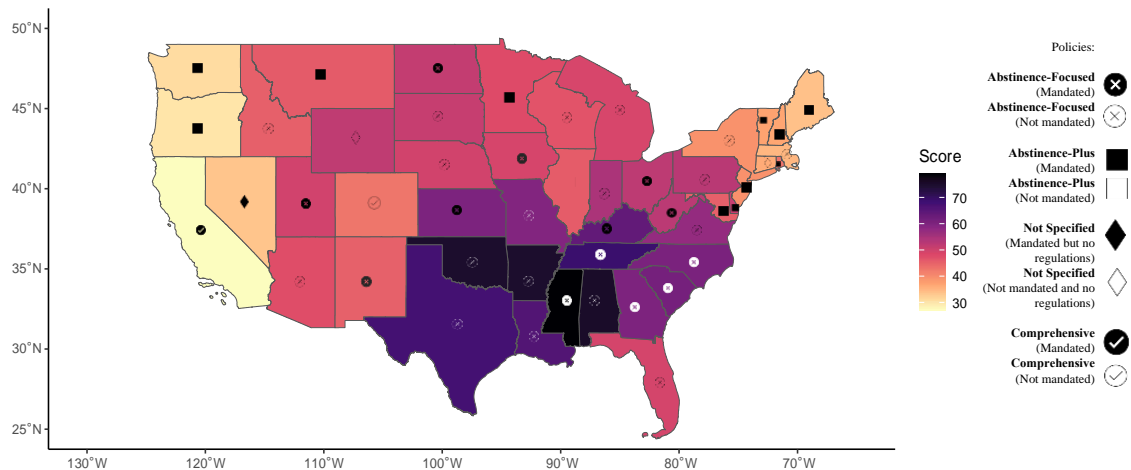 50°N
45°N
40°N
35°N
30°N
25°N
130°W
120°W
110°W
100°W
90°W
80°W
70°W
Score
70
60
50
40
30
Policies:
Abstinence-Focused
(Mandated)
Abstinence-Focused
(Not mandated)
Abstinence-Plus
(Mandated)
Abstinence-Plus
(Not mandated)
Not Specified
(Mandated but no
regulations)
Not Specified
(Not mandated and no
regulations)
Comprehensive
(Mandated)
Comprehensive
(Not mandated)